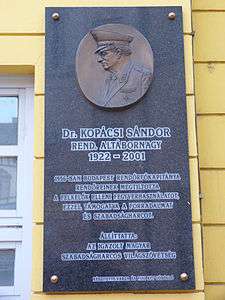 Dr. KOPÁCSI SÁNDOR
REND. ALTÁBORNAGY
1922 – 2001
1956-BAN BUDAPEST RENDŐRFŐKAPITÁNYA
RENDŐREINEK MEGTILTOTTA
A FELKELŐK ELLENI FEGYVERHASZNÁLATOT,
EZZEL TÁMOGATJA A FORRADALMAT
ÉS SZABADSÁGHARCOT.
ÁLLÍTTATTA:
AZ IGAZOLT MAGYAR
SZABADSÁGHARCOS VILÁGSZÖVETSÉG